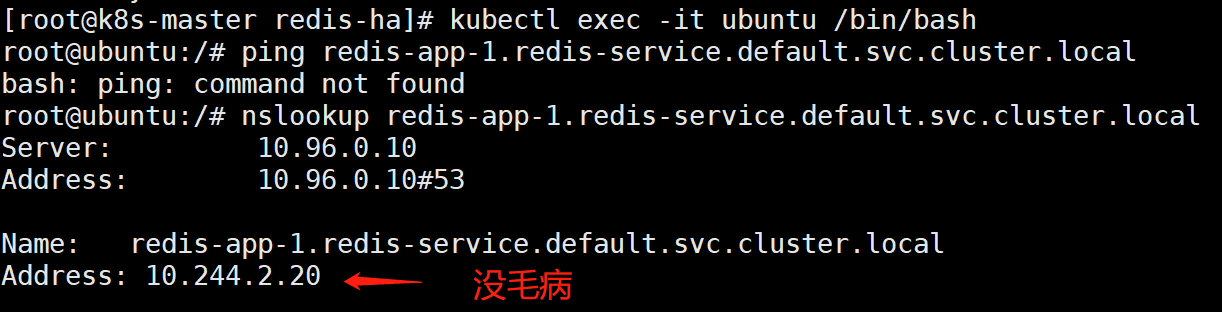 [root@k8s-master redis-ha]# kubectl exec -it ubuntu /bin/bash
root@ubuntu:/# ping redis-app-1.redis-service.default.svc.cluster.local
bash: ping: command not found
root@ubuntu:/# nslookup redis-app-1.redis-service.default.svc.cluster.local
Server:         10.96.0.10
Address:        10.96.0.10#53

Name:   redis-app-1.redis-service.default.svc.cluster.local
Address: 10.244.2.20 没毛病